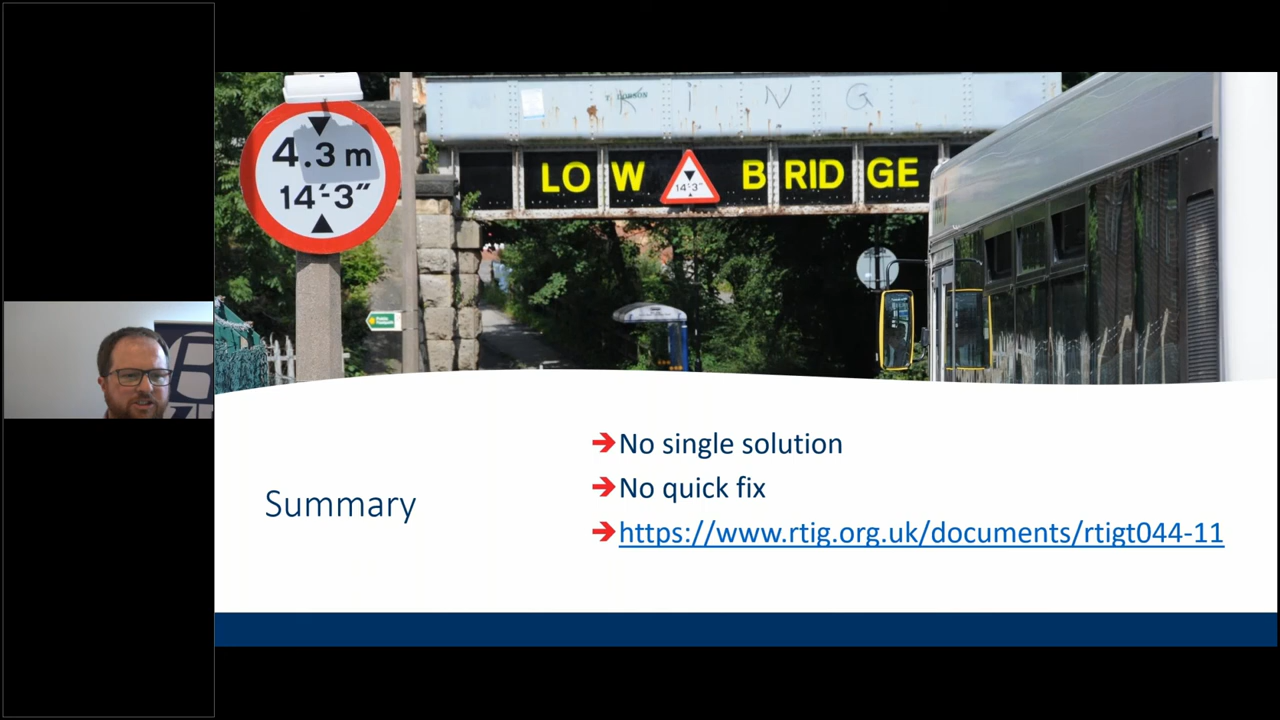 4.3 m
14'-3"
KING
LOW BRIDGE
14'3"
Summary
No single solution
No quick fix
https://www.rtig.org.uk/documents/rtigt044-11